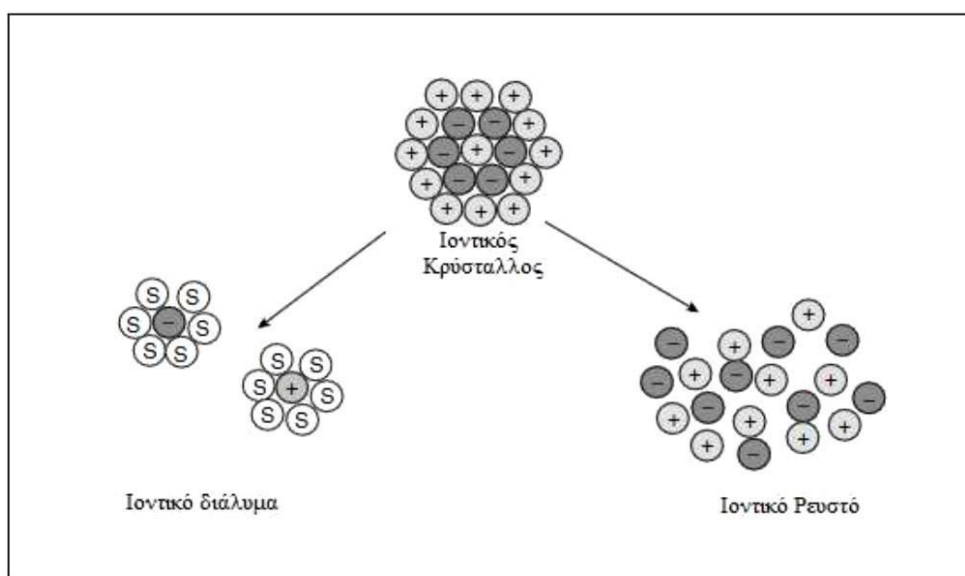 + + +
+ − − +
+ − + − +
+ − − +
+ + +
Ιοντικός
Κρύσταλλος
S S
S − S
S S
S S
S + S
S S
+
− + − −
− + − + +
− − −
+ + + +
+ −
Ιοντικό διάλυμα
Ιοντικό Ρευστό